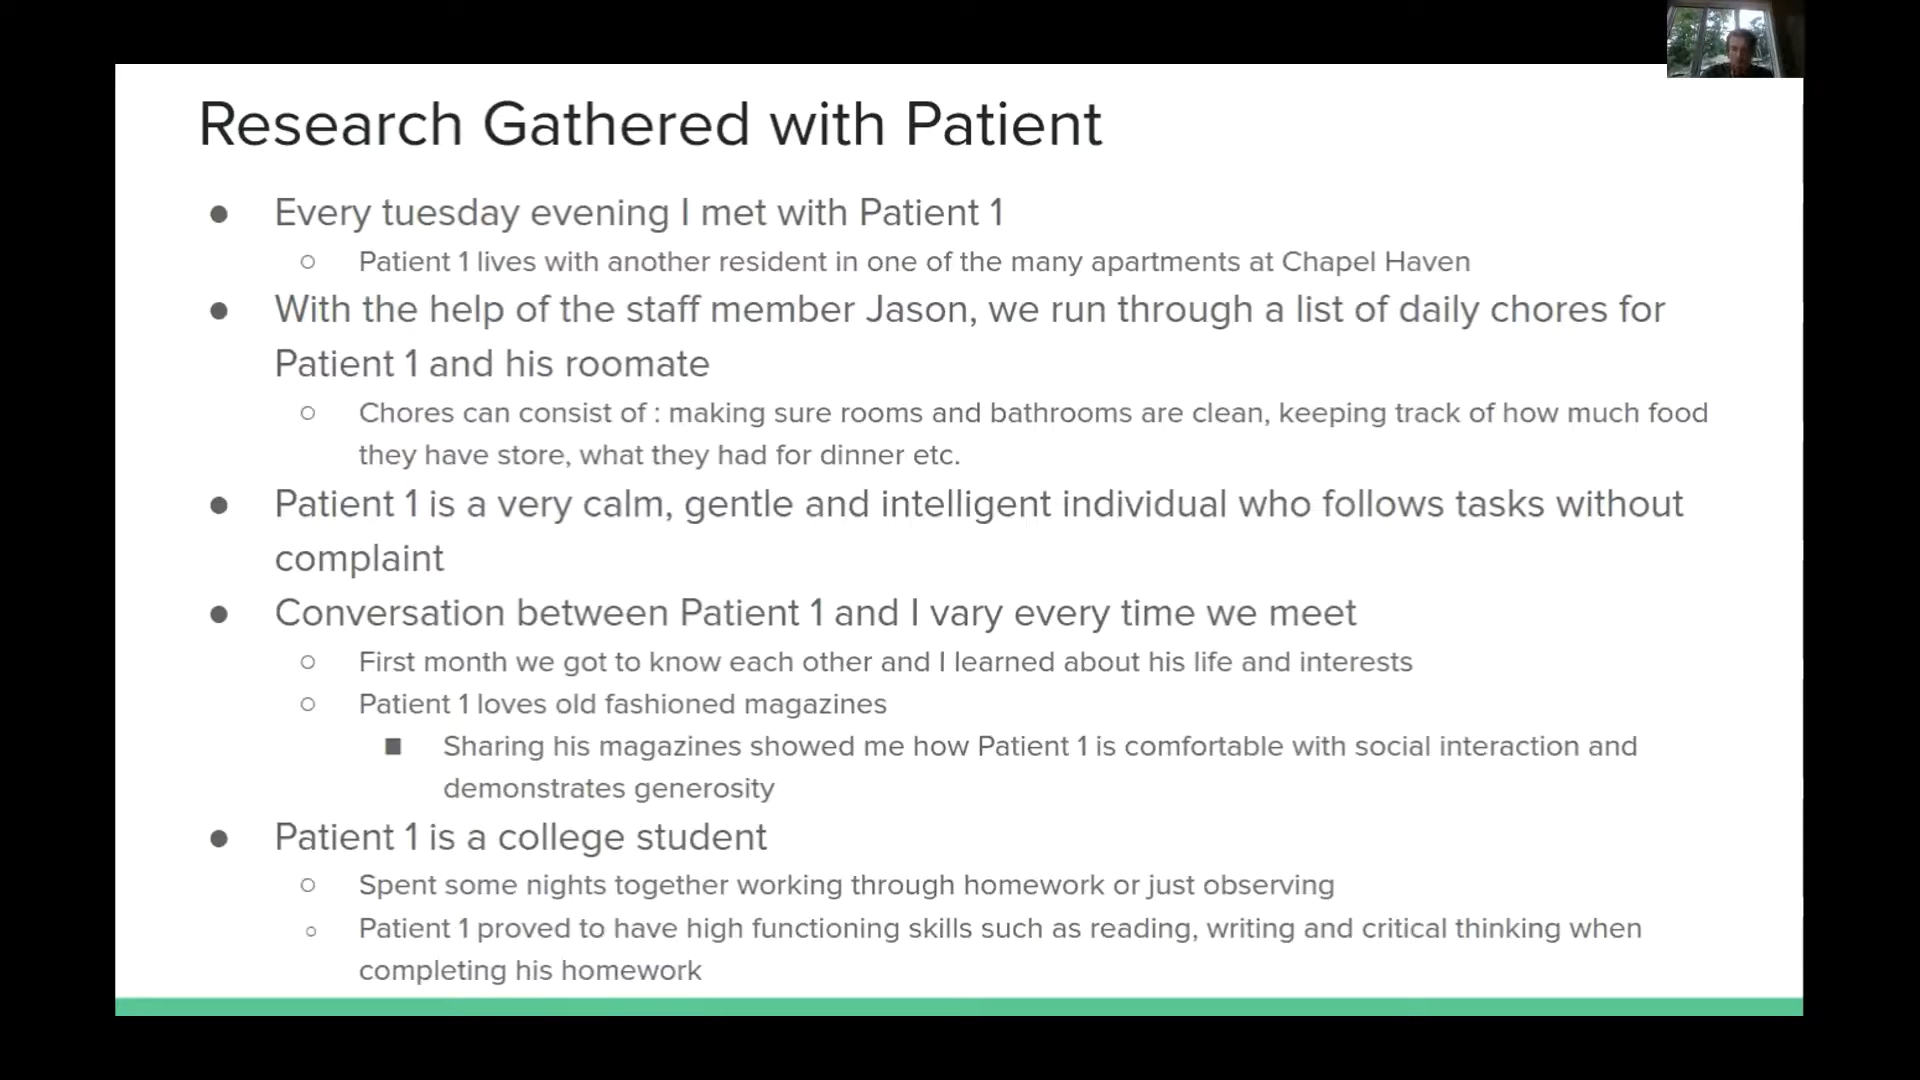 Research Gathered with Patient
● Every tuesday evening I met with Patient 1
○ Patient 1 lives with another resident in one of the many apartments at Chapel Haven
● With the help of the staff member Jason, we run through a list of daily chores for
Patient 1 and his roomate
○ Chores can consist of : making sure rooms and bathrooms are clean, keeping track of how much food
they have store, what they had for dinner etc.
● Patient 1 is a very calm, gentle and intelligent individual who follows tasks without
complaint
● Conversation between Patient 1 and I vary every time we meet
○ First month we got to know each other and I learned about his life and interests
○ Patient 1 loves old fashioned magazines
■ Sharing his magazines showed me how Patient 1 is comfortable with social interaction and
demonstrates generosity
● Patient 1 is a college student
○ Spent some nights together working through homework or just observing
○ Patient 1 proved to have high functioning skills such as reading, writing and critical thinking when
completing his homework